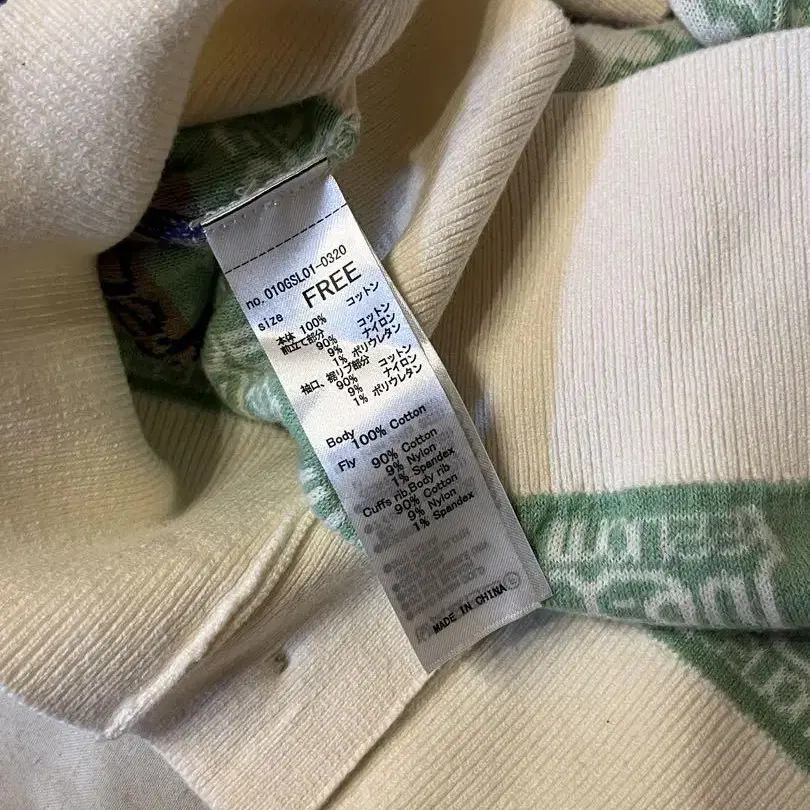 no. 010GSL01-0320
size FREE
本体 100% コットン
前立て部分
90% コットン
9% ナイロン
1% ポリウレタン
袖口、裾リブ部分
90% コットン
9% ナイロン
1% ポリウレタン
Body
100% Cotton
Fly
90% Cotton
9% Nylon
1% Spandex
Cuffs rib,Body rib
90% Cotton
9% Nylon
1% Spandex
MADE IN CHINA